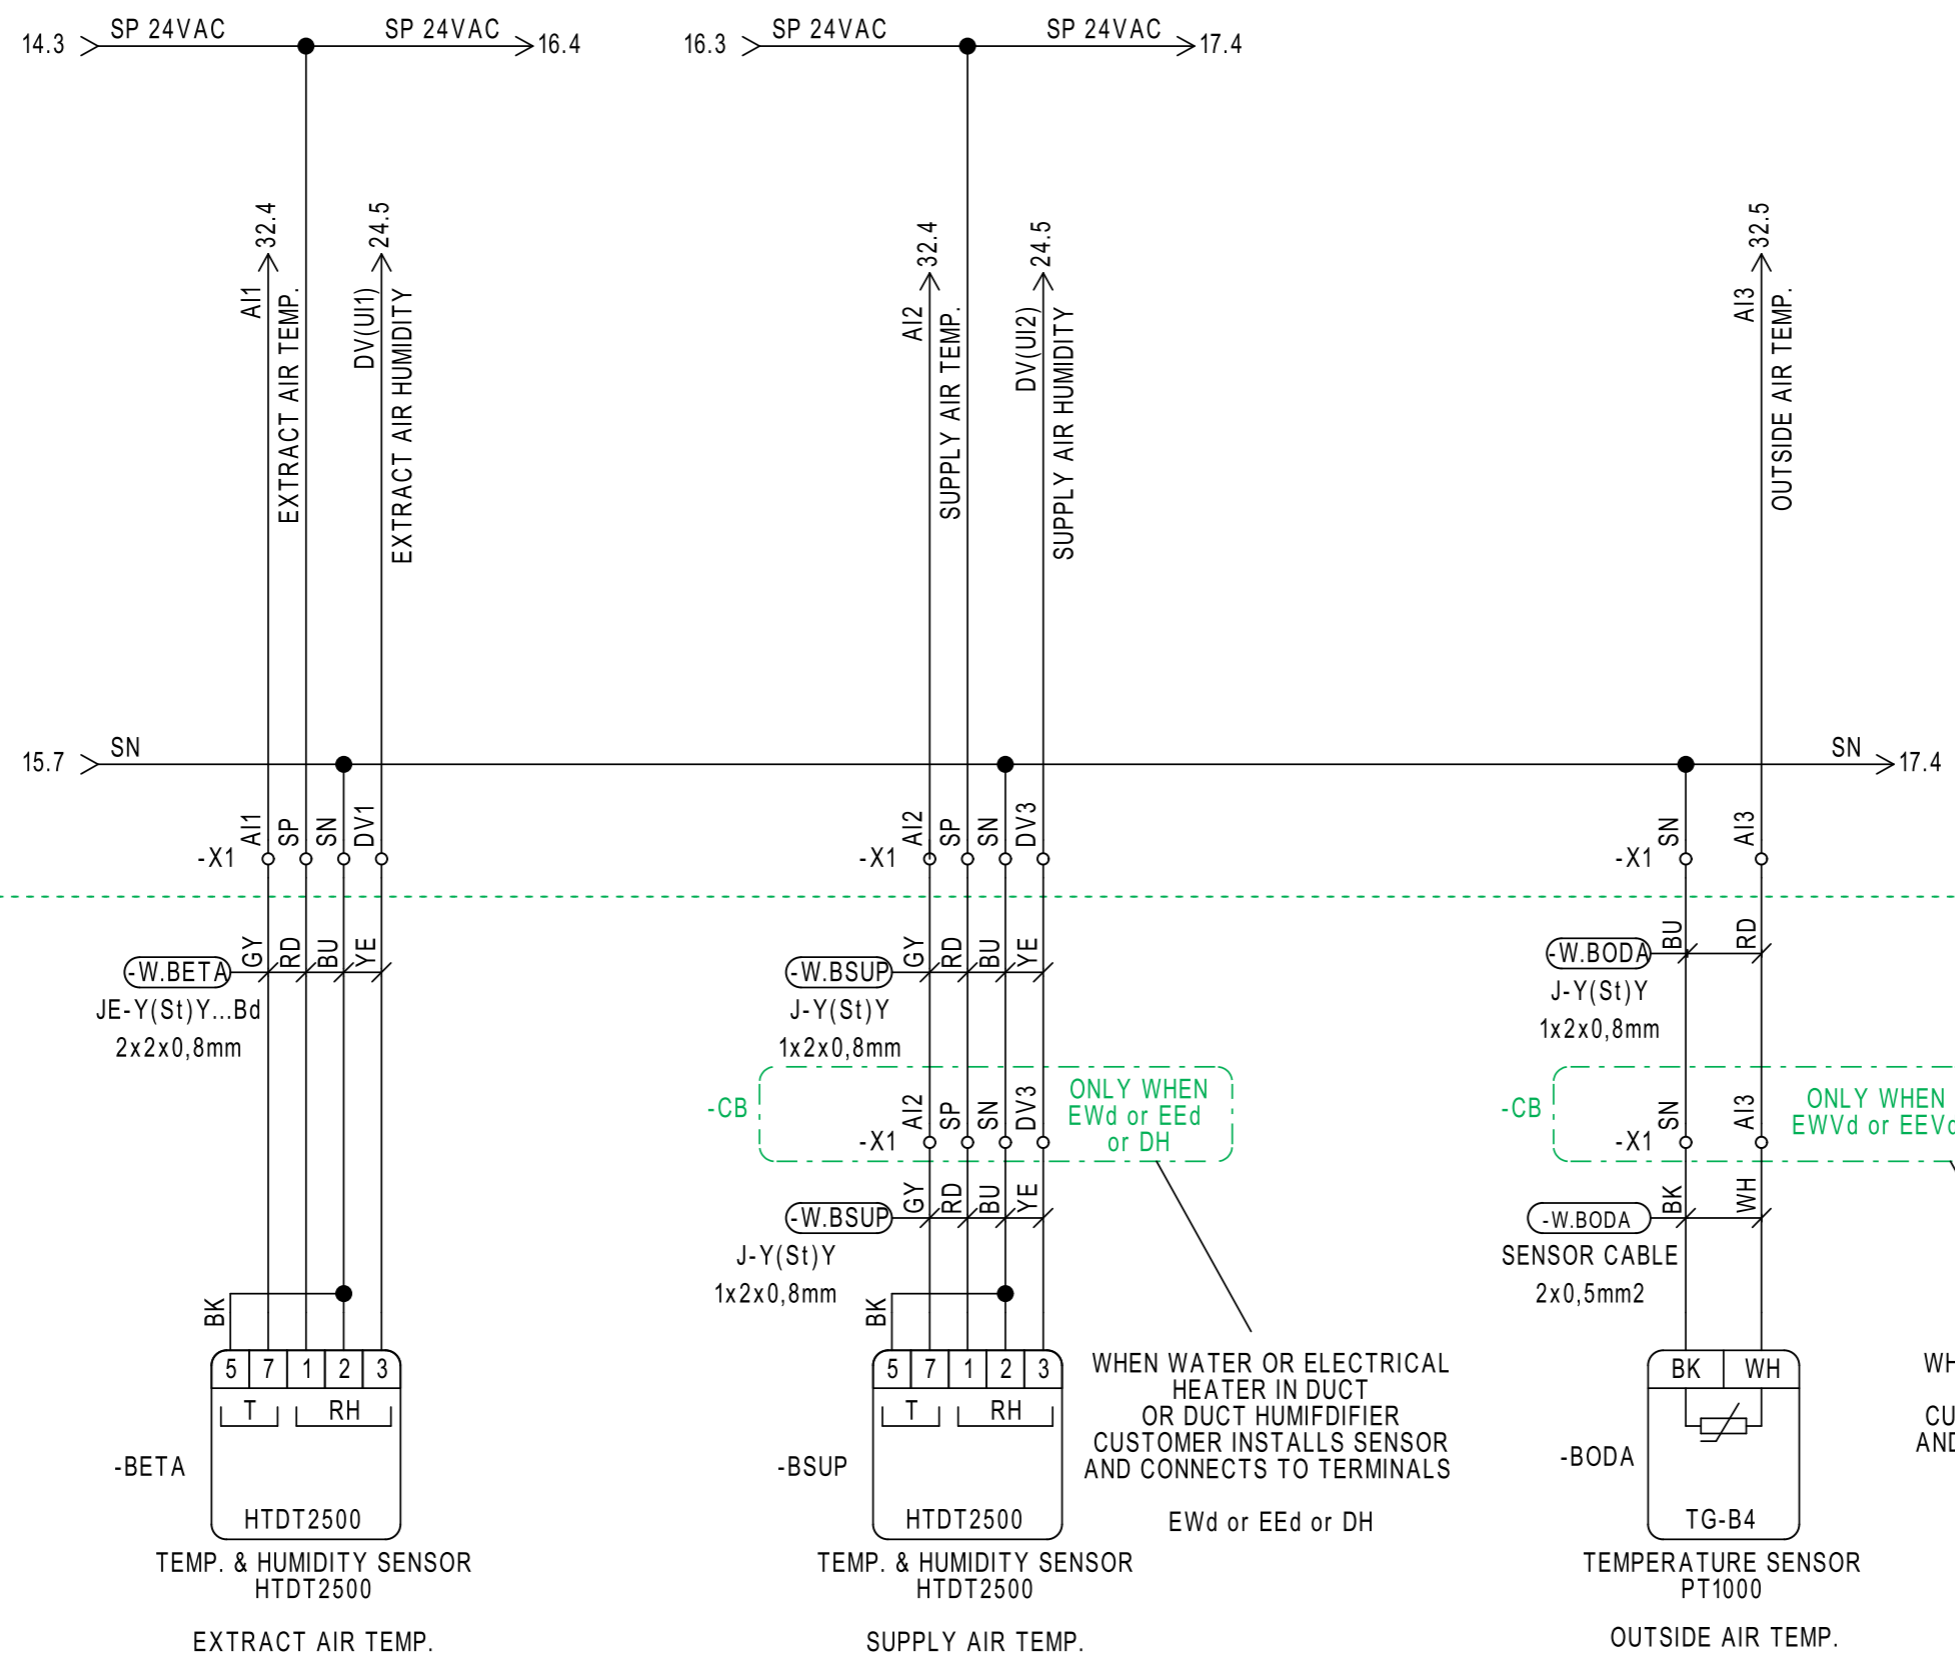 14.3
SP 24VAC
SP 24VAC
16.4
16.3
SP 24VAC
SP 24VAC
17.4
AI1
32.4
EXTRACT AIR TEMP.
DV(UI1)
24.5
EXTRACT AIR HUMIDITY
AI2
32.4
SUPPLY AIR TEMP.
DV(UI2)
24.5
SUPPLY AIR HUMIDITY
AI3
32.5
OUTSIDE AIR TEMP.
15.7
SN
SN
17.4
-X1
AI1
SP
SN
DV1
-X1
AI2
SP
SN
DV3
-X1
SN
AI3
-W.BETA
GY
RD
BU
YE
JE-Y(St)Y...Bd
2x2x0,8mm
-W.BSUP
GY
RD
BU
YE
J-Y(St)Y
1x2x0,8mm
-W.BODA
BU
RD
J-Y(St)Y
1x2x0,8mm
-CB
-X1
AI2
SP
SN
DV3
ONLY WHEN
EWd or EEd
or DH
-CB
-X1
SN
AI3
ONLY WHEN
EWVd or EEVd
-W.BSUP
GY
RD
BU
YE
J-Y(St)Y
1x2x0,8mm
-W.BODA
BK
WH
SENSOR CABLE
2x0,5mm2
BK
5 7 1 2 3
T RH
-BETA
HTDT2500
TEMP. & HUMIDITY SENSOR
HTDT2500
EXTRACT AIR TEMP.
BK
5 7 1 2 3
T RH
-BSUP
HTDT2500
TEMP. & HUMIDITY SENSOR
HTDT2500
SUPPLY AIR TEMP.
WHEN WATER OR ELECTRICAL
HEATER IN DUCT
OR DUCT HUMIFDIFIER
CUSTOMER INSTALLS SENSOR
AND CONNECTS TO TERMINALS
EWd or EEd or DH
BK WH
-BODA
TG-B4
TEMPERATURE SENSOR
PT1000
OUTSIDE AIR TEMP.
WH
CU
AND